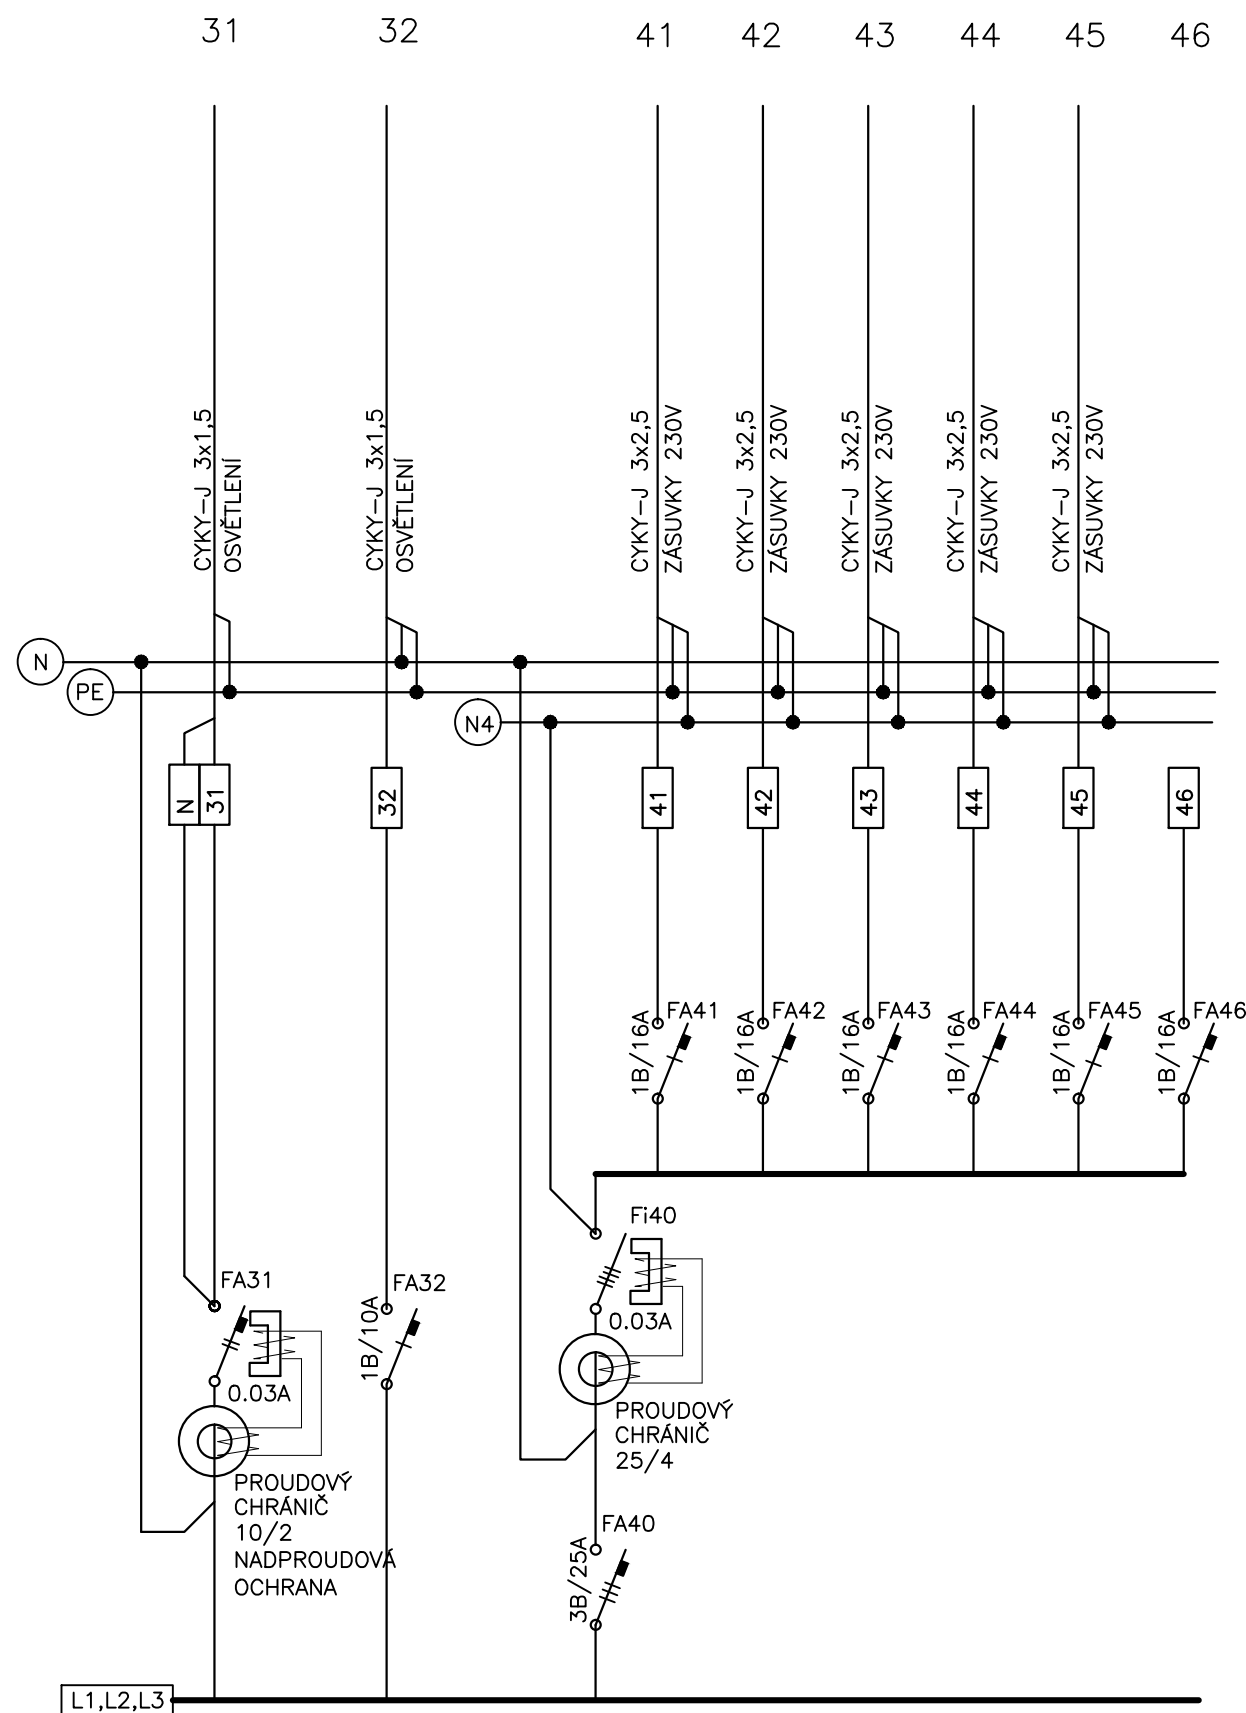 31
32
41
42
43
44
45
46
CYKY-J 3x1,5
OSVĚTLENÍ
CYKY-J 3x1,5
OSVĚTLENÍ
CYKY-J 3x2,5
ZÁSUVKY 230V
CYKY-J 3x2,5
ZÁSUVKY 230V
CYKY-J 3x2,5
ZÁSUVKY 230V
CYKY-J 3x2,5
ZÁSUVKY 230V
CYKY-J 3x2,5
ZÁSUVKY 230V
N
PE
N4
N
31
32
41
42
43
44
45
46
1B/16A
FA41
1B/16A
FA42
1B/16A
FA43
1B/16A
FA44
1B/16A
FA45
1B/16A
FA46
Fi40
0.03A
PROUDOVÝ
CHRÁNIČ
25/4
FA31
0.03A
PROUDOVÝ
CHRÁNIČ
10/2
NADPROUDOVÁ
OCHRANA
FA32
1B/10A
FA40
3B/25A
L1,L2,L3